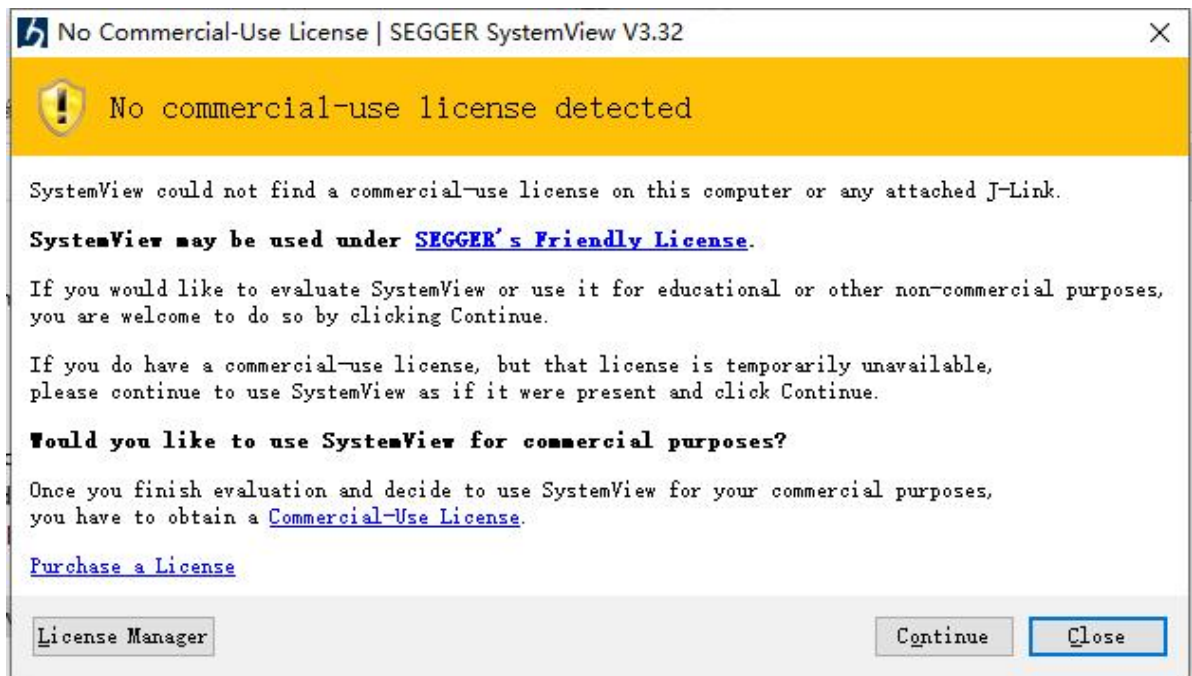 No Commercial-Use License | SEGGER SystemView V3.32
No commercial-use license detected
SystemView could not find a commercial-use license on this computer or any attached J-Link.
SystemView may be used under SEGGER's Friendly License.
If you would like to evaluate SystemView or use it for educational or other non-commercial purposes,
you are welcome to do so by clicking Continue.
If you do have a commercial-use license, but that license is temporarily unavailable,
please continue to use SystemView as if it were present and click Continue.
Would you like to use SystemView for commercial purposes?
Once you finish evaluation and decide to use SystemView for your commercial purposes,
you have to obtain a Commercial-Use License.
Purchase a License
License Manager Continue Close